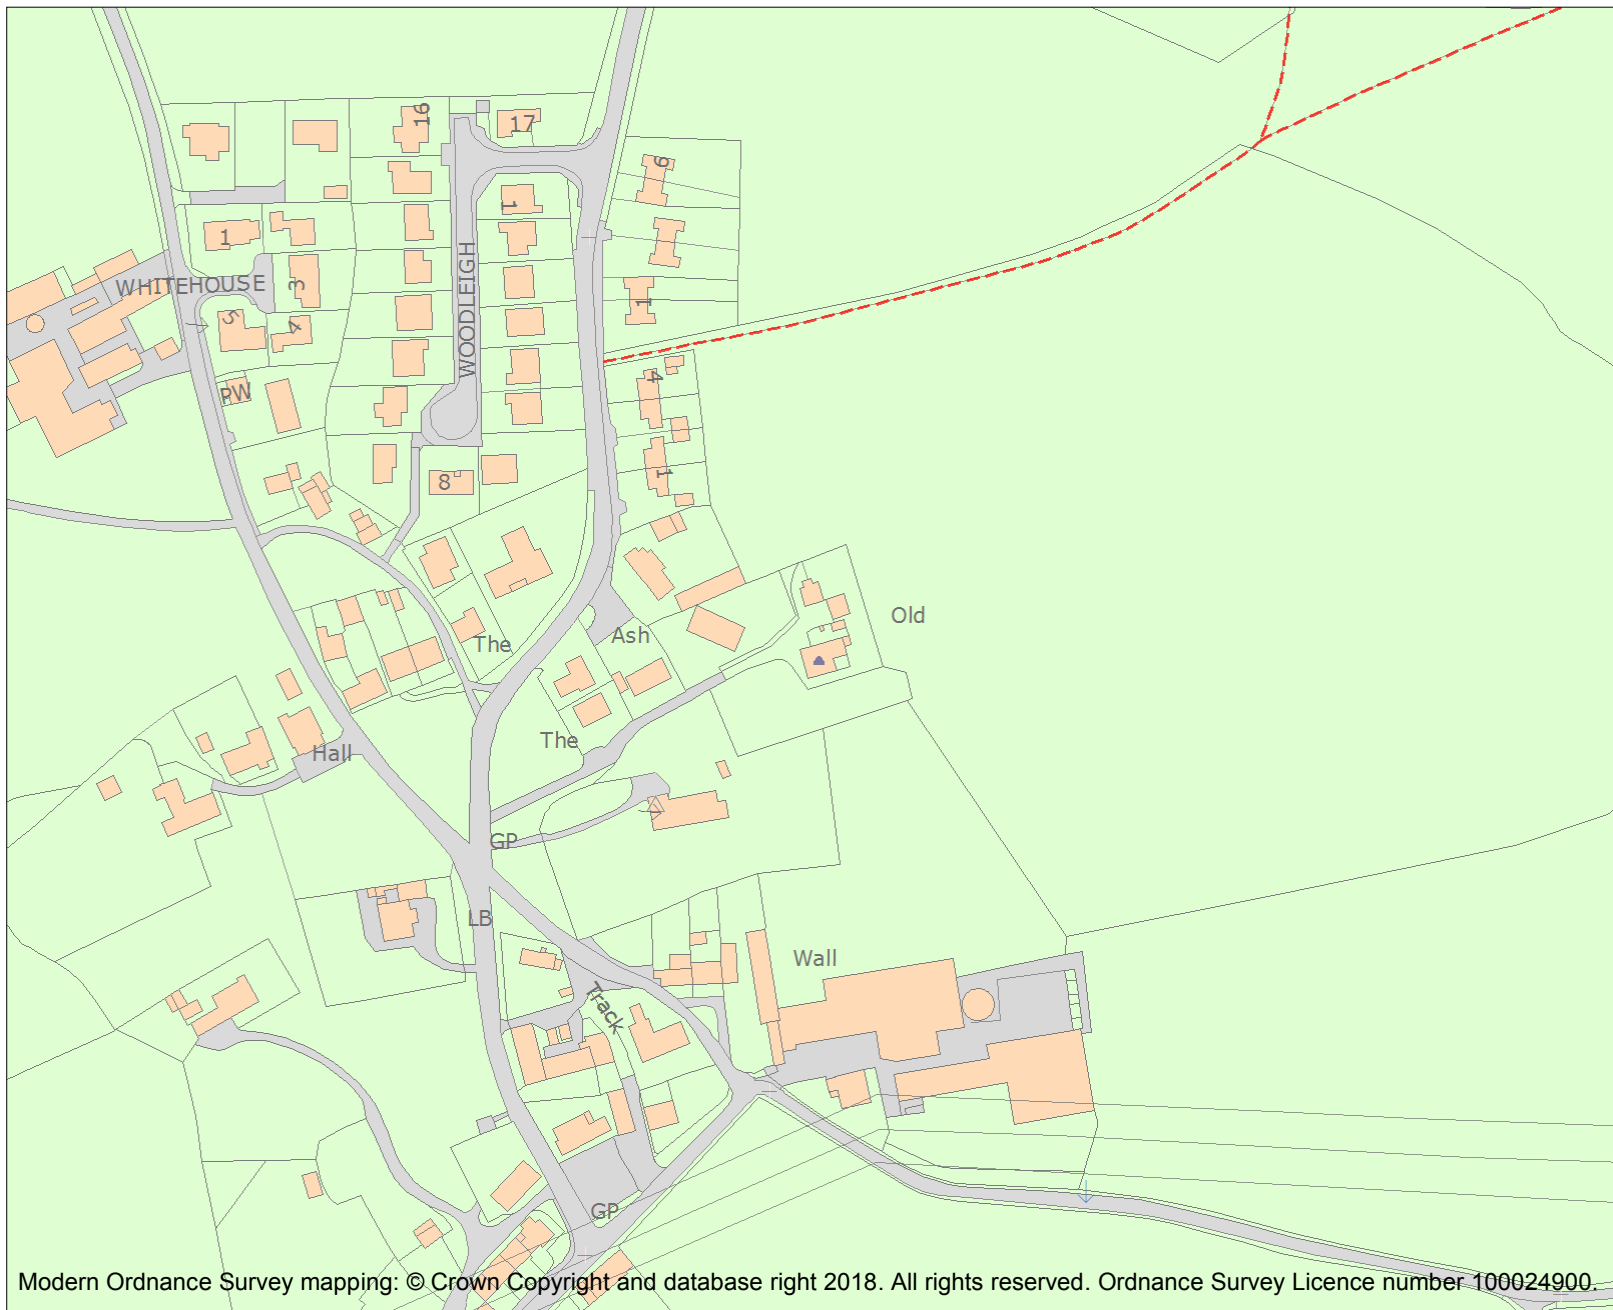 16
17
9
1
1
WHITEHOUSE
3
1
WOODLEIGH
5
4
4
PW
1
8
Old
Ash
The
The
Hall
GP
LB
Wall
Track
GP
Modern Ordnance Survey mapping: © Crown Copyright and database right 2018. All rights reserved. Ordnance Survey Licence number 100024900.